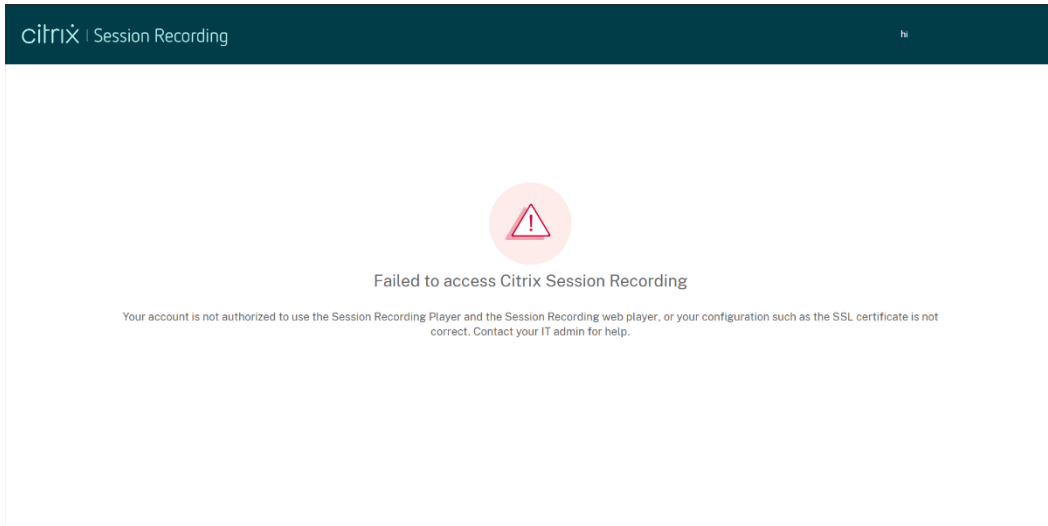 citrix | Session Recording
hi
Failed to access Citrix Session Recording
Your account is not authorized to use the Session Recording Player and the Session Recording web player, or your configuration such as the SSL certificate is not
correct. Contact your IT admin for help.